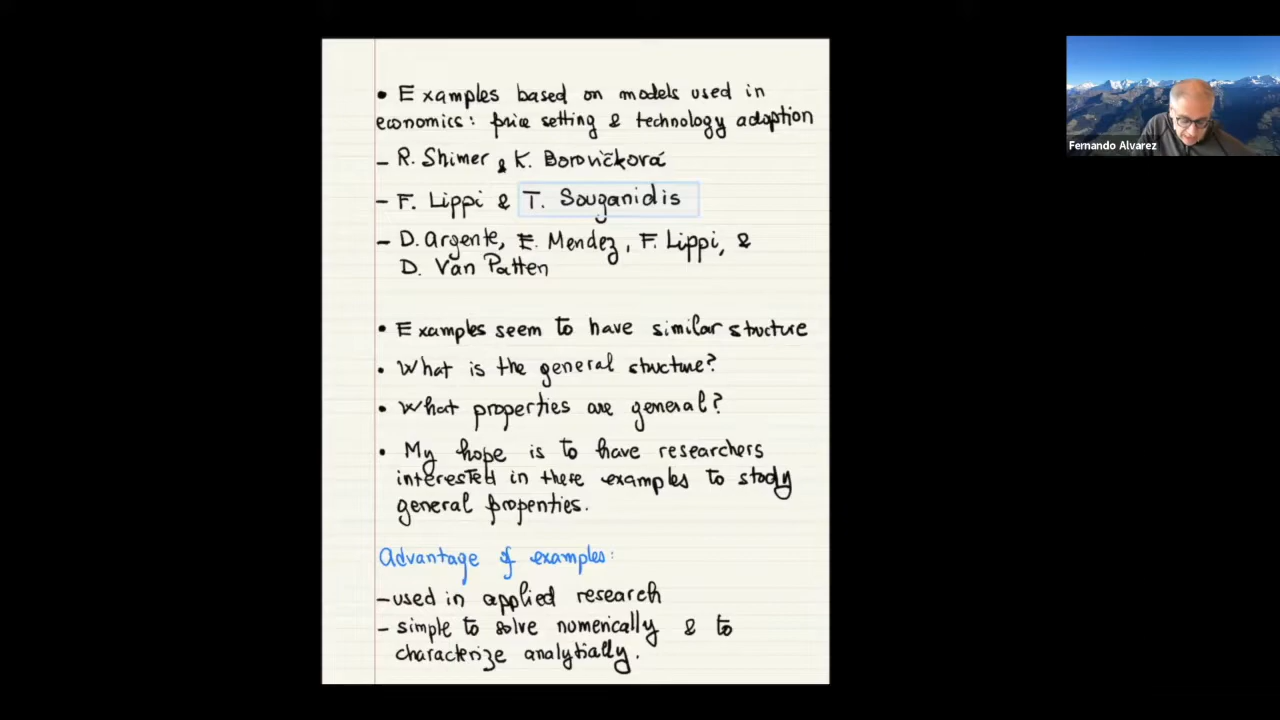 • Examples based on models used in
economics: price setting & technology adoption
- R. Shimer & K. Borovičková
- F. Lippi & T. Souganidis
- D. Argente, E. Mendez, F. Lippi, &
D. Van Patten
• Examples seem to have similar structure
• What is the general structure?
• What properties are general?
• My hope is to have researchers
interested in these examples to study
general propenties.
Advantage of examples:
- used in applied research
- simple to solve numerically & to
characterize analytially.
Fernando Alvarez